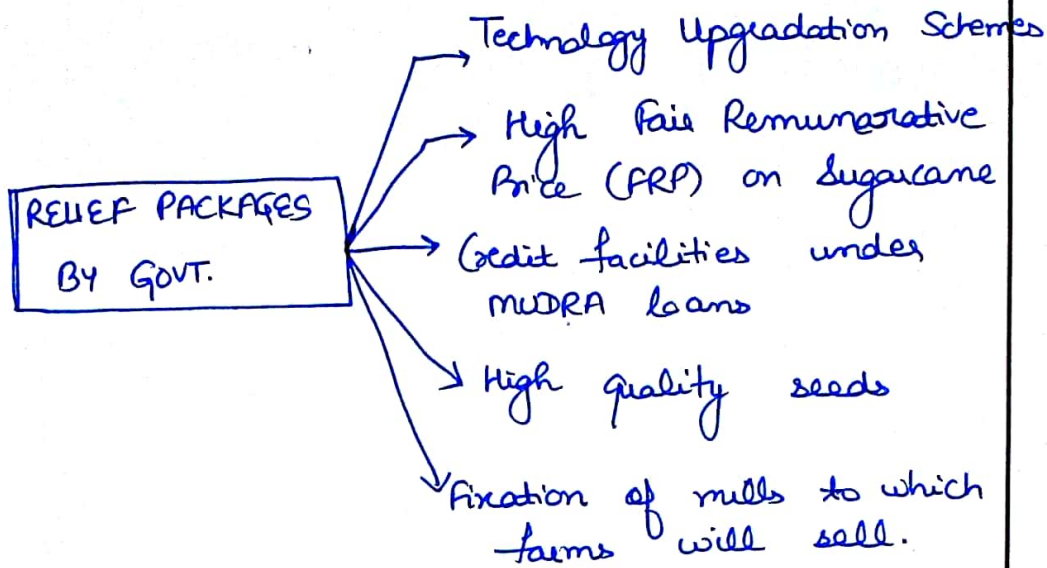 RELIEF PACKAGES
BY GOVT.
Technology Upgradation Schemes
High Fair Remunarative
Price (FRP) on Sugarcane
Credit facilities under
MUDRA loans
High quality seeds
Fixation of mills to which
farms will sell.